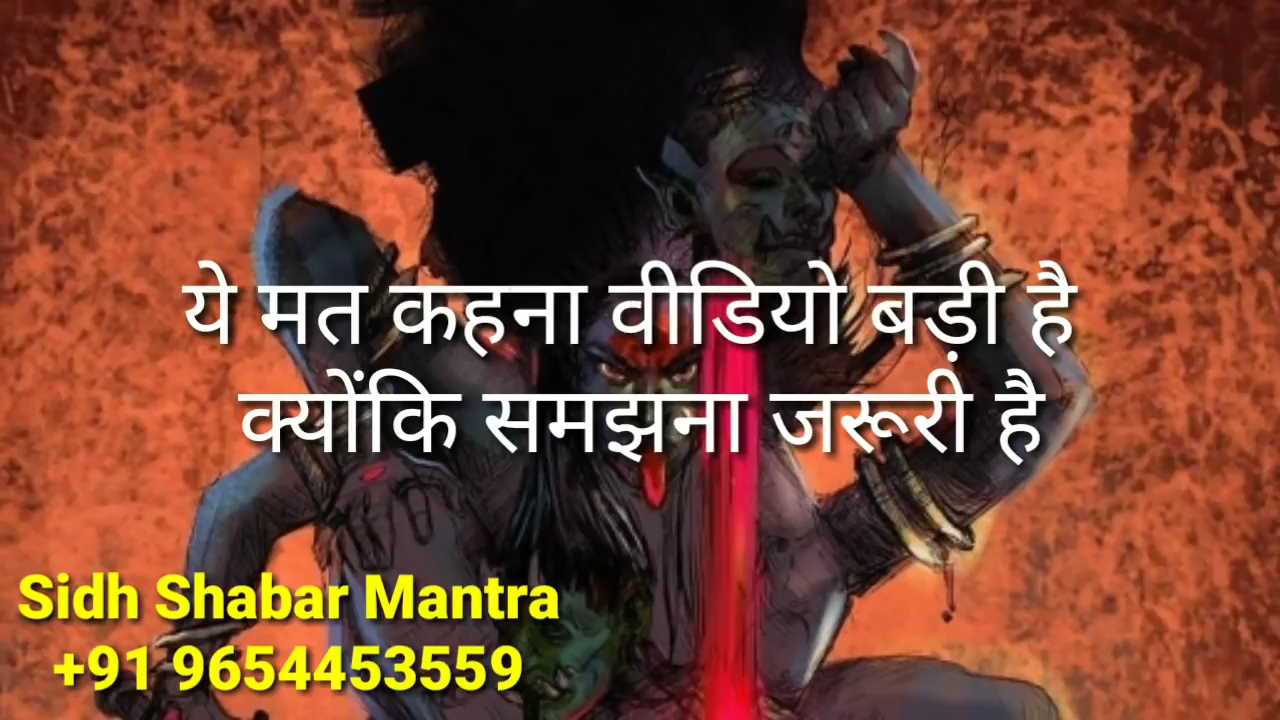 ये मत कहना वीडियो बड़ी है
क्योंकि समझना जरूरी है
Sidh Shabar Mantra
+91 9654453559